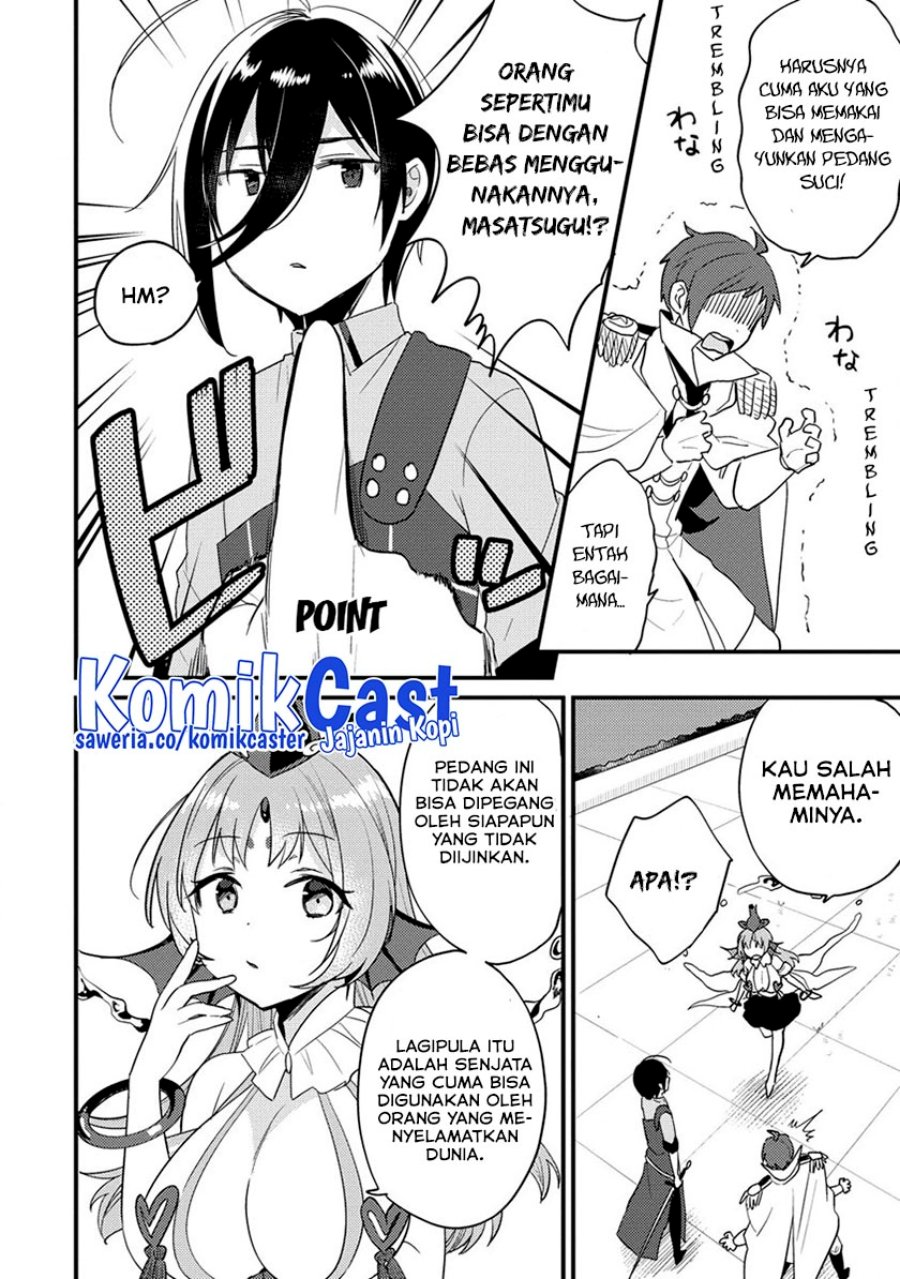 HARUSNYA
CUMA AKU YANG
BISA MEMAKAI
DAN MENGA-
YUNKAN PEDANG
SUCI!
TREMBLING
わな
わな
TREMBLING
TAPI
ENTAH
BAGAI-
MANA...
ORANG
SEPERTIMU
BISA DENGAN
BEBAS MENGGU-
NAKANNYA,
MASATSUGU!?
HM?
ビッ
POINT
KomikCast
saweria.co/komikcaster Jajanin Kopi
KAU SALAH
MEMAHA-
MINYA.
APA!?
PEDANG INI
TIDAK AKAN
BISA DIPEGANG
OLEH SIAPAPUN
YANG TIDAK
DIIJINKAN.
LAGIPULA ITU
ADALAH SENJATA
YANG CUMA BISA
DIGUNAKAN OLEH
ORANG YANG ME-
NYELAMATKAN
DUNIA.